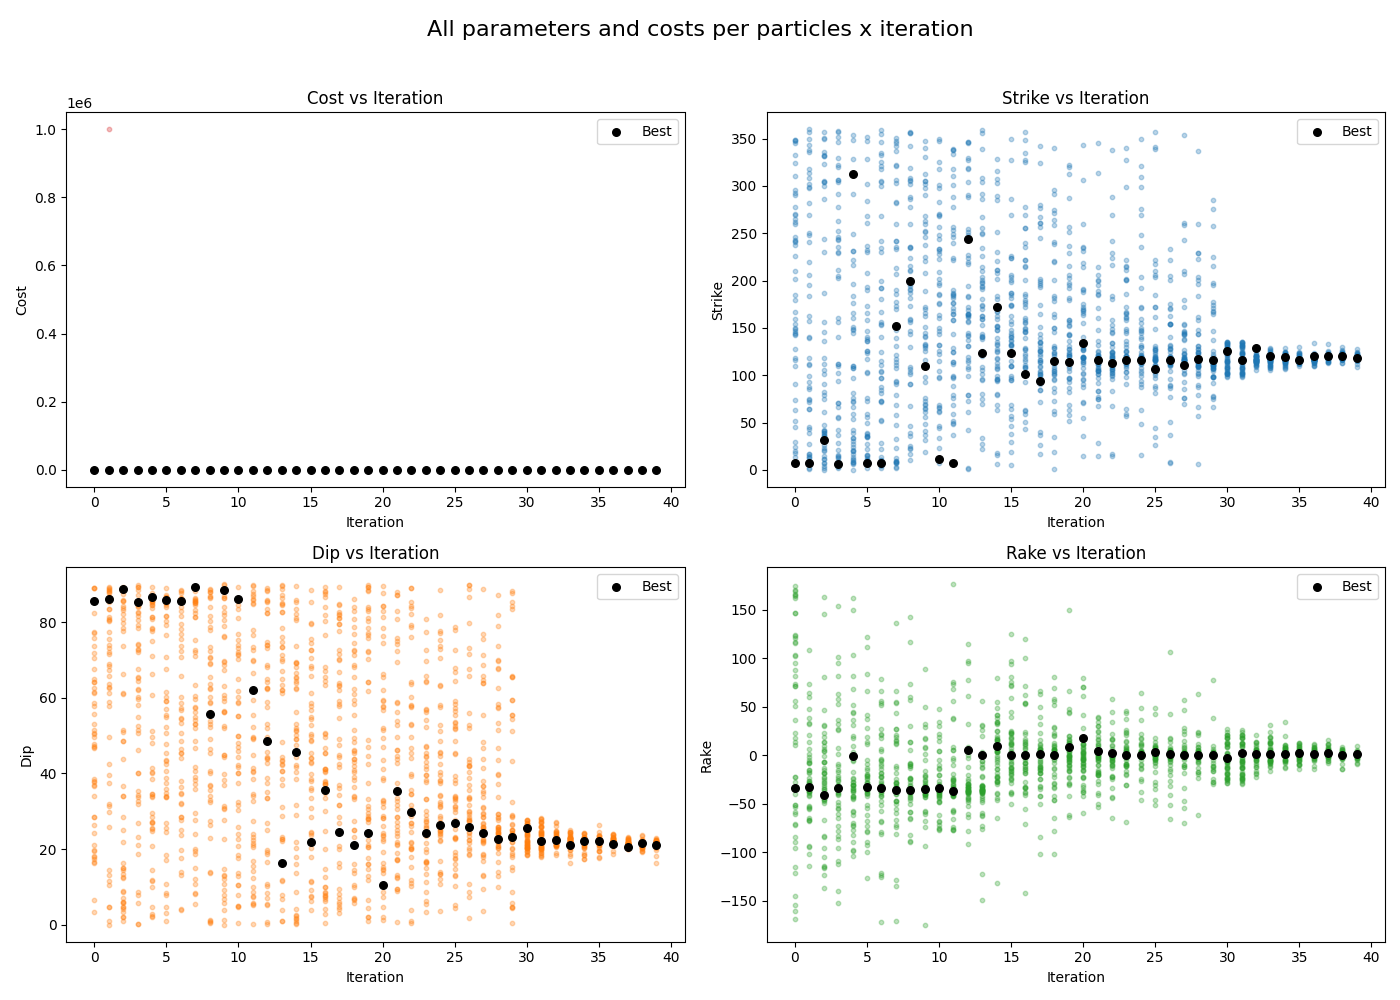 All parameters and costs per particles x iteration
Cost vs Iteration
1e6
1.0
0.8
0.6
0.4
0.2
0.0
Cost
Best
0 5 10 15 20 25 30 35 40
Iteration
Strike vs Iteration
350
300
250
200
150
100
50
0
Strike
Best
0 5 10 15 20 25 30 35 40
Iteration
Dip vs Iteration
80
60
40
20
0
Dip
Best
0 5 10 15 20 25 30 35 40
Iteration
Rake vs Iteration
150
100
50
0
−50
−100
−150
Rake
Best
0 5 10 15 20 25 30 35 40
Iteration